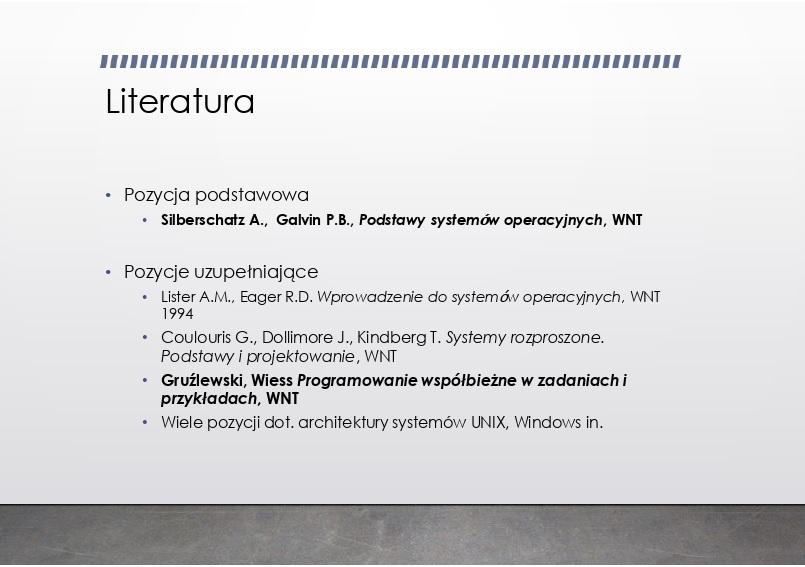 Literatura
• Pozycja podstawowa
• Silberschatz A., Galvin P.B., Podstawy systemów operacyjnych, WNT
• Pozycje uzupełniające
• Lister A.M., Eager R.D. Wprowadzenie do systemów operacyjnych, WNT
1994
• Coulouris G., Dollimore J., Kindberg T. Systemy rozproszone.
Podstawy i projektowanie, WNT
• Gruźlewski, Wiess Programowanie współbieżne w zadaniach i
przykładach, WNT
• Wiele pozycji dot. architektury systemów UNIX, Windows in.